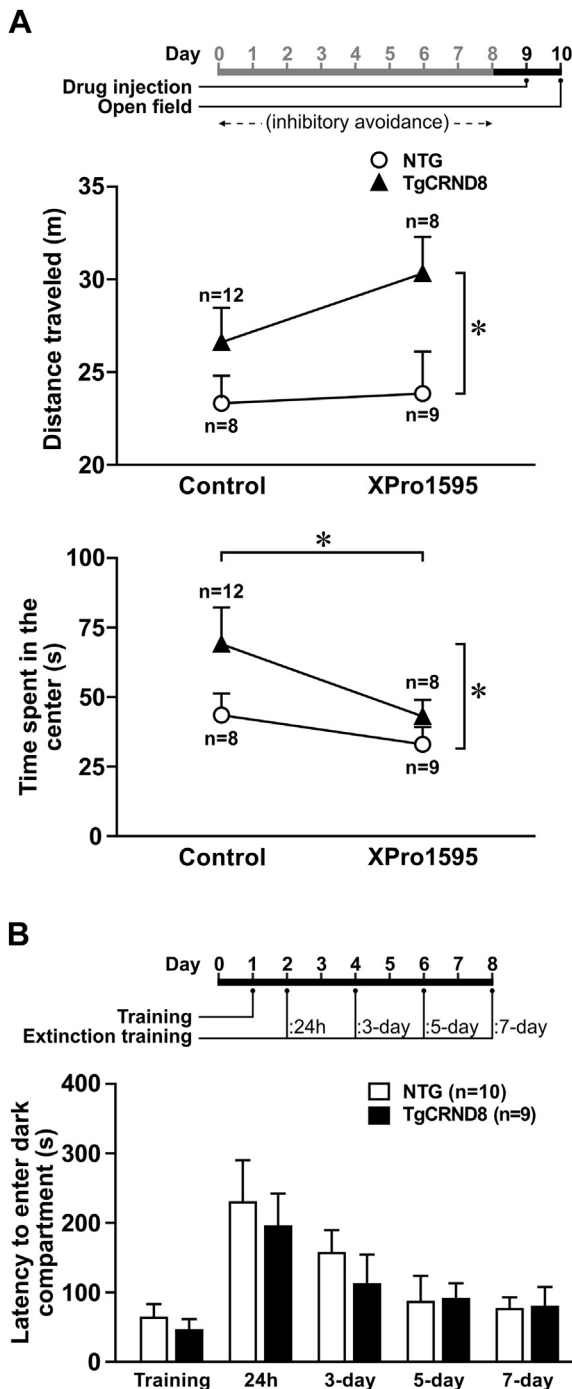 A
Day 0 1 2 3 4 5 6 7 8 9 10
Drug injection
Open field
(inhibitory avoidance)
NTG
TgCRND8
35
30
25
20
Distance traveled (m)
n=12
n=8
n=8
n=9
*
Control XPro1595
*
100
75
50
25
0
Time spent in the
center (s)
n=12
n=8
n=8
n=9
*
Control XPro1595
B
Day 0 1 2 3 4 5 6 7 8
Training
Extinction training :24h :3-day :5-day :7-day
NTG (n=10)
TgCRND8 (n=9)
400
300
200
100
0
Latency to enter dark
compartment (s)
Training 24h 3-day 5-day 7-day